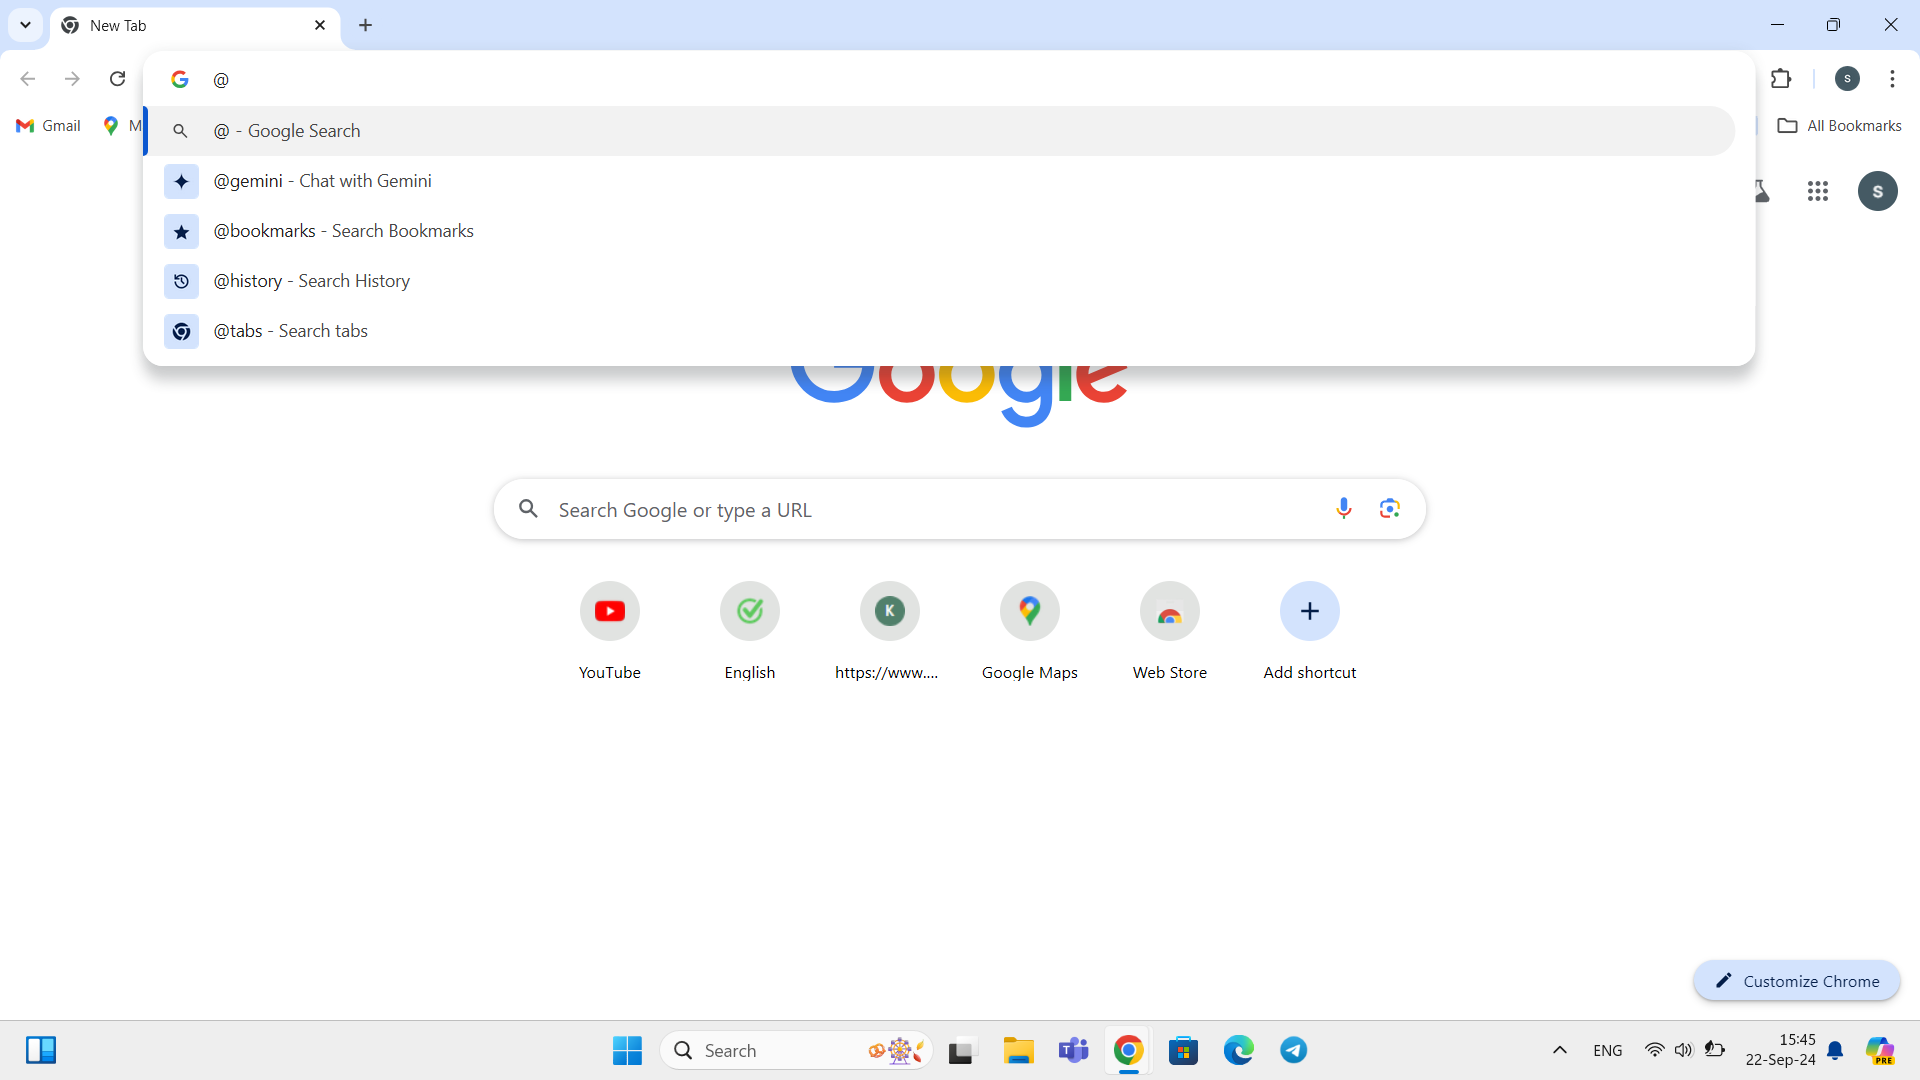 New Tab
@
@ - Google Search
@gemini - Chat with Gemini
@bookmarks - Search Bookmarks
@history - Search History
@tabs - Search tabs
Gmail
M
All Bookmarks
S
S
Google
Search Google or type a URL
K
YouTube
English
https://www....
Google Maps
Web Store
Add shortcut
Customize Chrome
Search
ENG
15:45
22-Sep-24
PRE